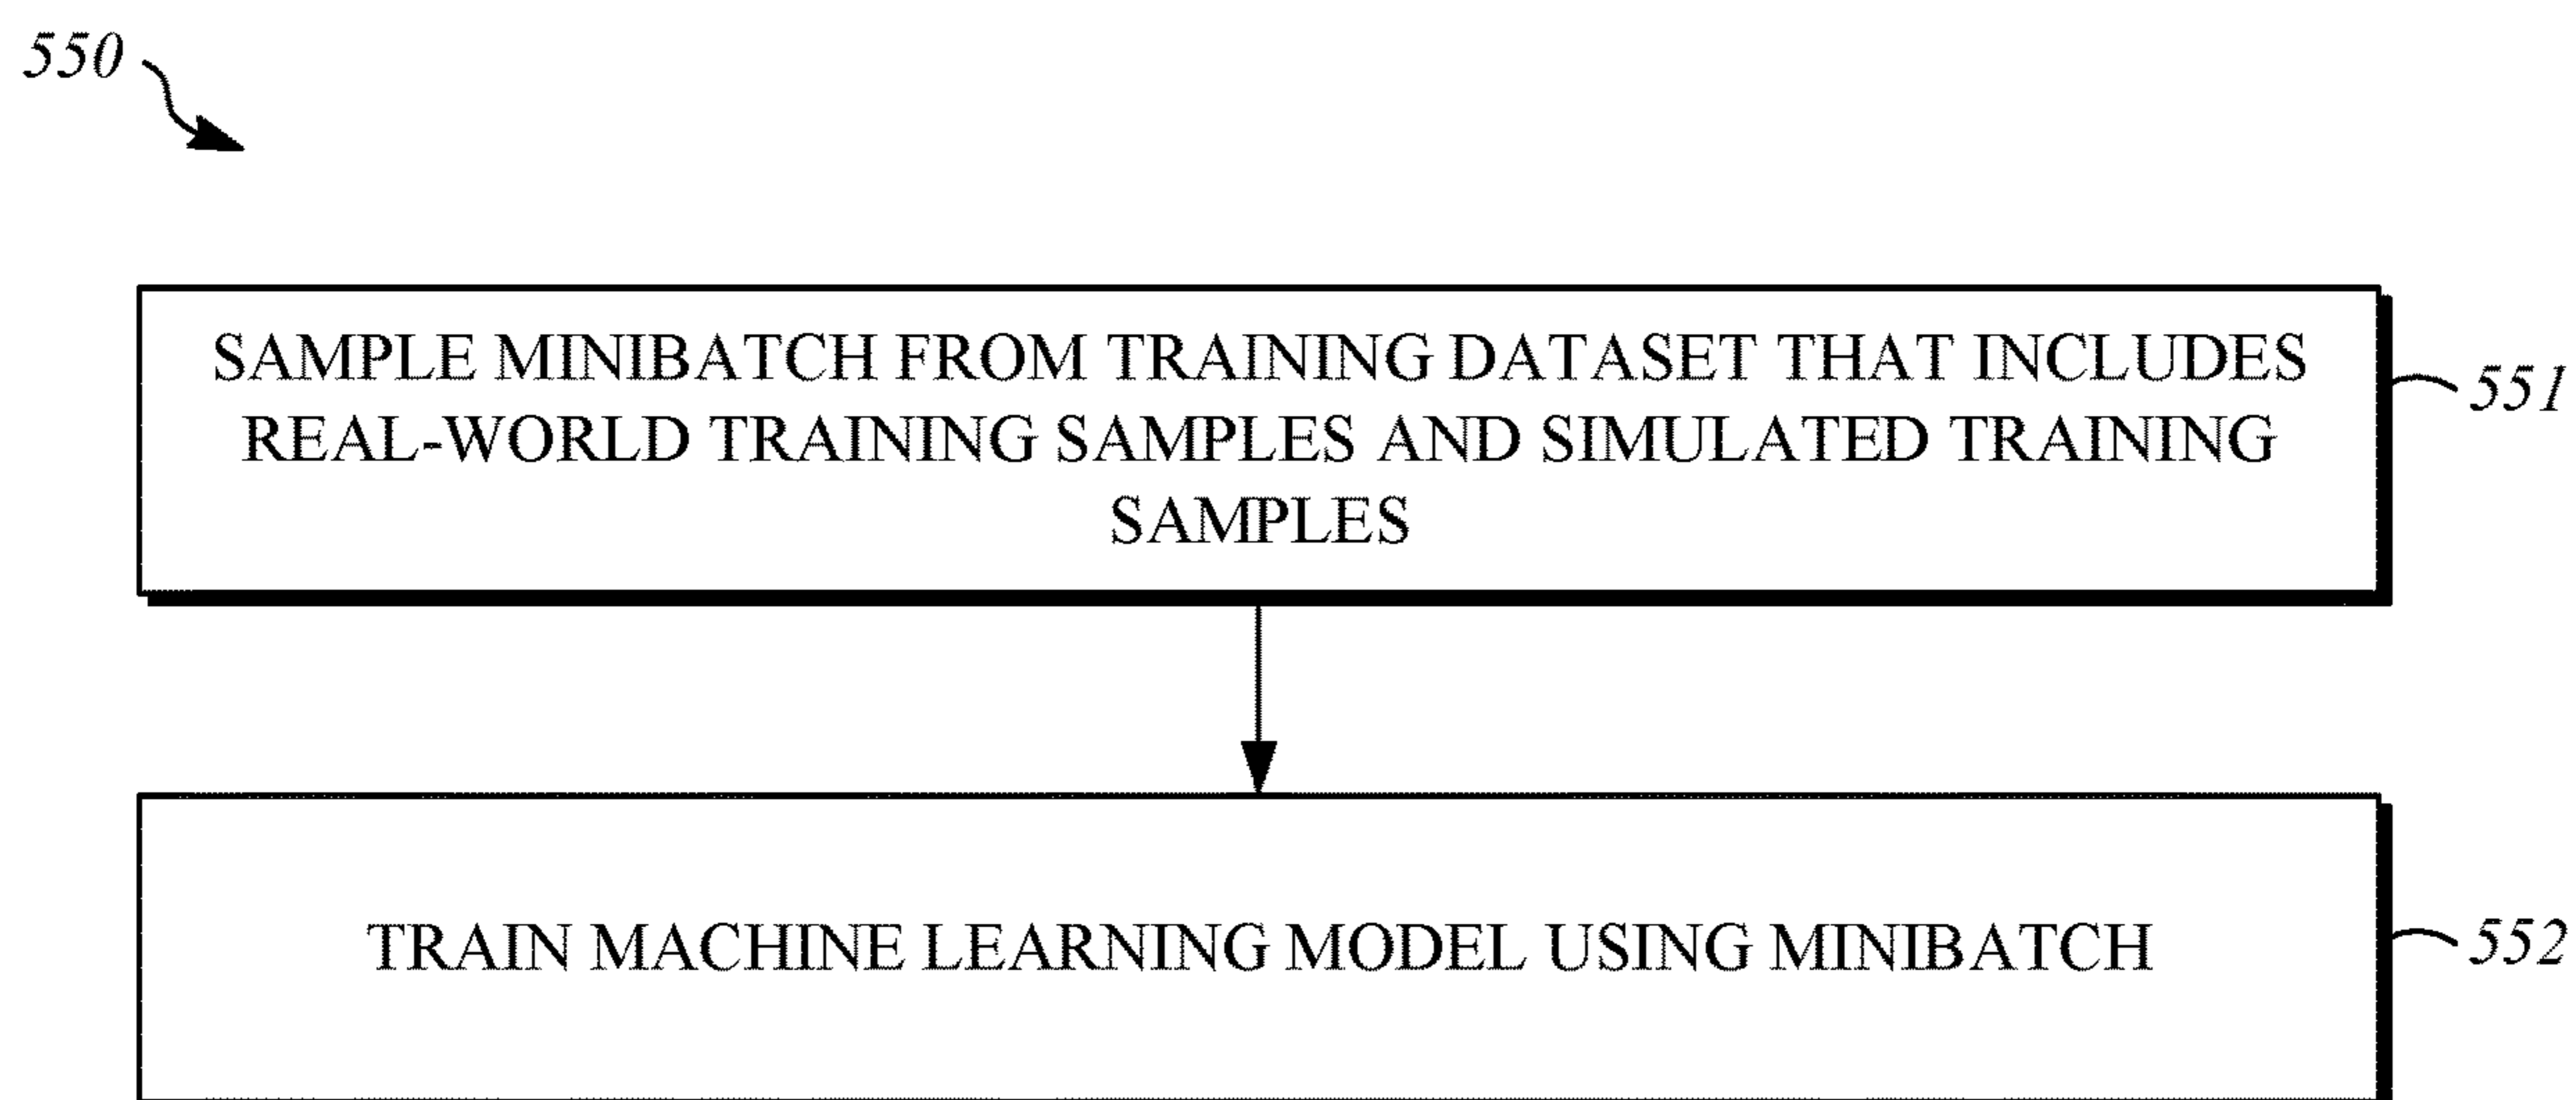 550
SAMPLE MINIBATCH FROM TRAINING DATASET THAT INCLUDES
REAL-WORLD TRAINING SAMPLES AND SIMULATED TRAINING
SAMPLES
551
TRAIN MACHINE LEARNING MODEL USING MINIBATCH
552